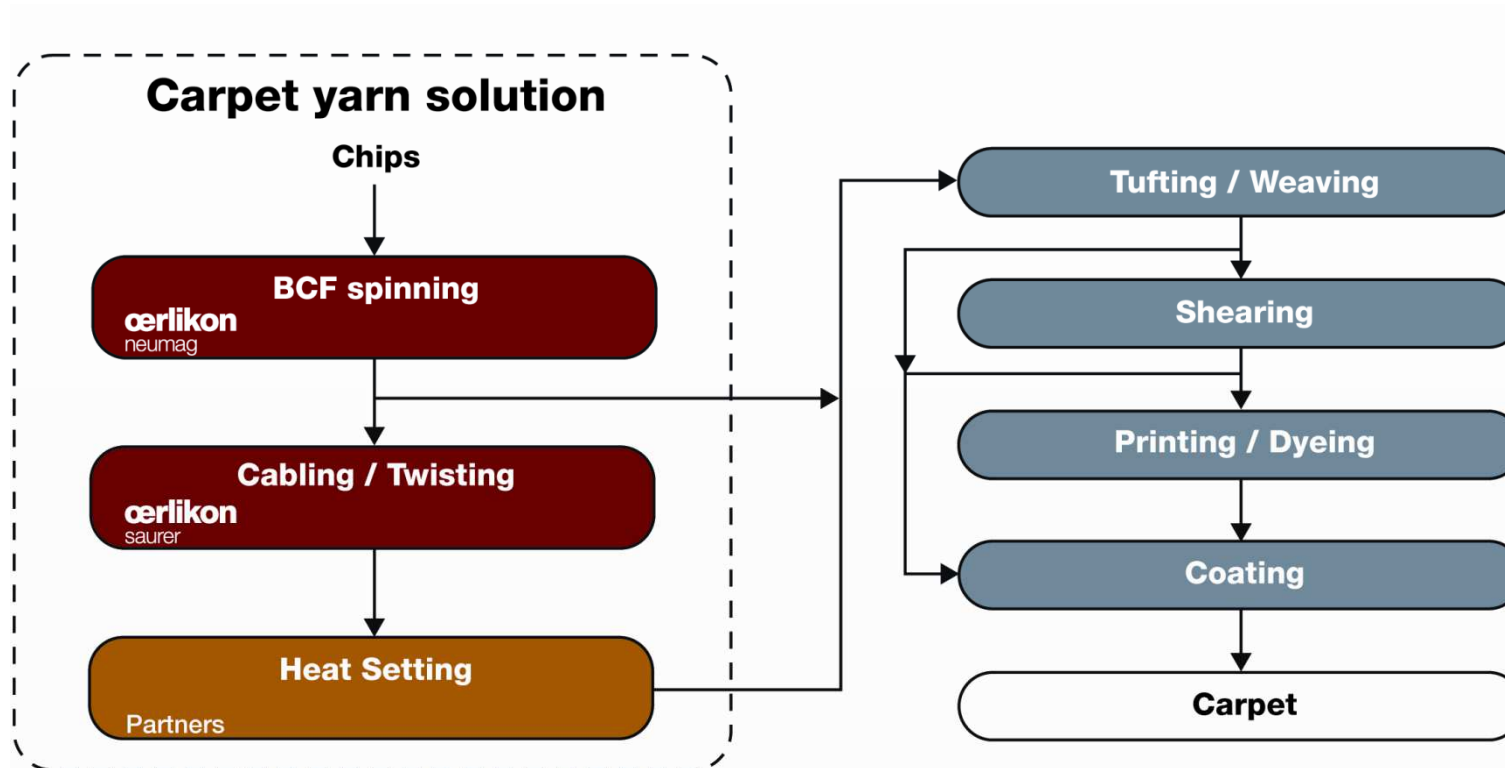 Carpet yarn solution
Chips
BCF spinning
œrlikon
neumag
Cabling / Twisting
œrlikon
saurer
Heat Setting
Partners
Tufting / Weaving
Shearing
Printing / Dyeing
Coating
Carpet